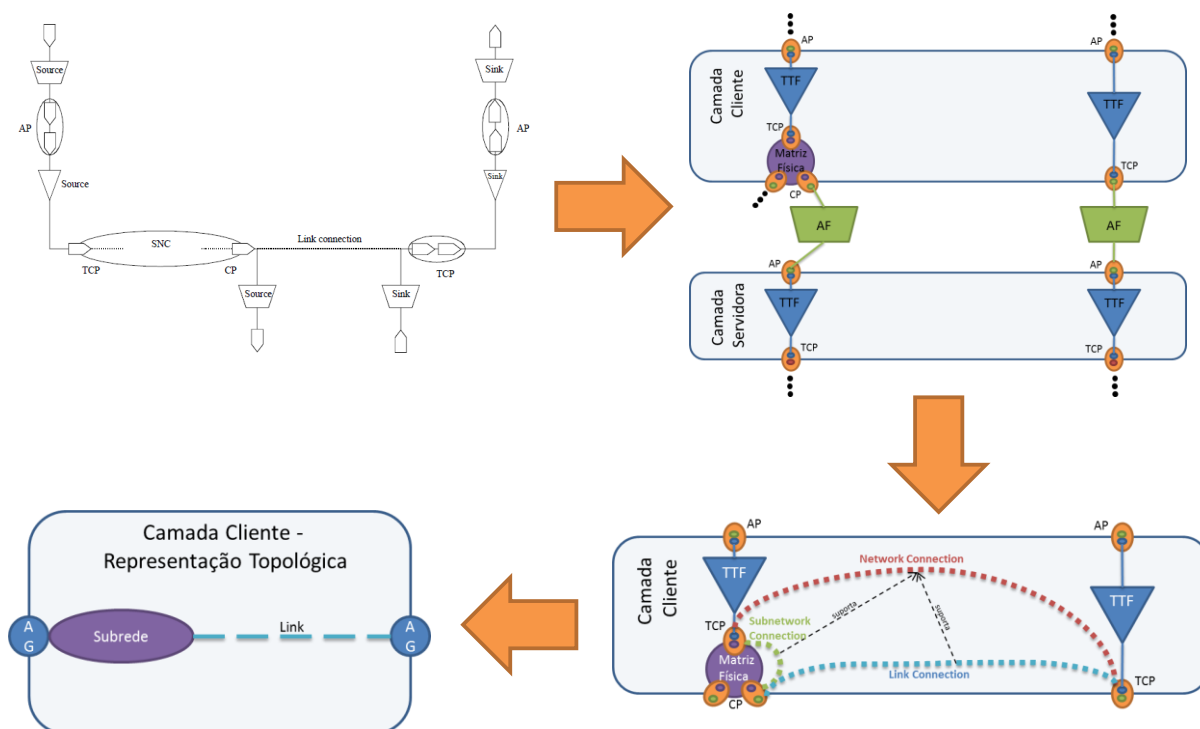 Source
AP
Source
SNC
TCP
CP
Source
Link connection
Sink
TCP
Sink
AP
Sink
AP
AP
Camada
Cliente
TTF
TTF
TCP
Matriz
Física
CP
TCP
AF
AF
AP
AP
Camada
Servidora
TTF
TTF
TCP
TCP
AP
AP
Camada
Cliente
TTF
TTF
Network Connection
suporta
suporta
Subnetwork
Connection
TCP
Matriz
Física
CP
Link Connection
TCP
Camada Cliente -
Representação Topológica
A
G
Subrede
Link
A
G